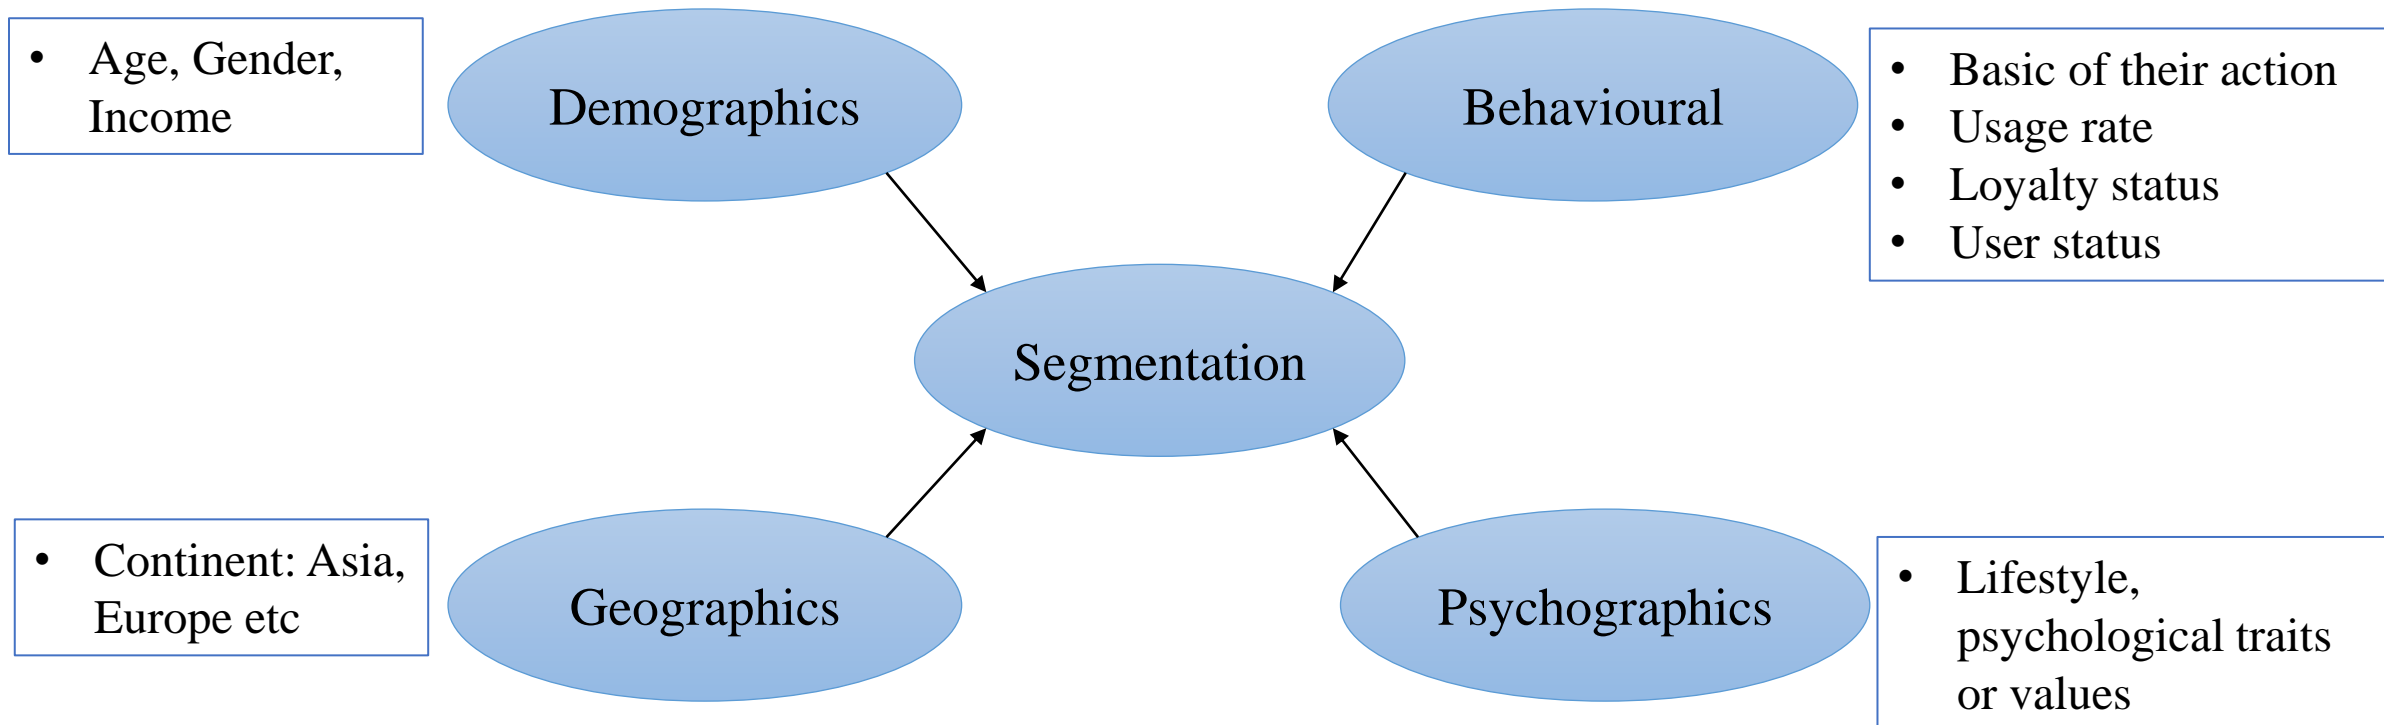 • Age, Gender,
Income
Demographics
Behavioural
• Basic of their action
• Usage rate
• Loyalty status
• User status
Segmentation
• Continent: Asia,
Europe etc
Geographics
Psychographics
• Lifestyle,
psychological traits
or values